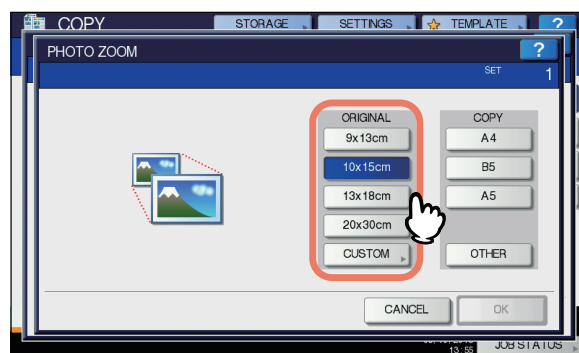 COPY STORAGE SETTINGS TEMPLATE ?
PHOTO ZOOM ?
SET 1
ORIGINAL COPY
9x13cm A4
10x15cm B5
13x18cm A5
20x30cm
CUSTOM OTHER
CANCEL OK
13:55 JOB STATUS